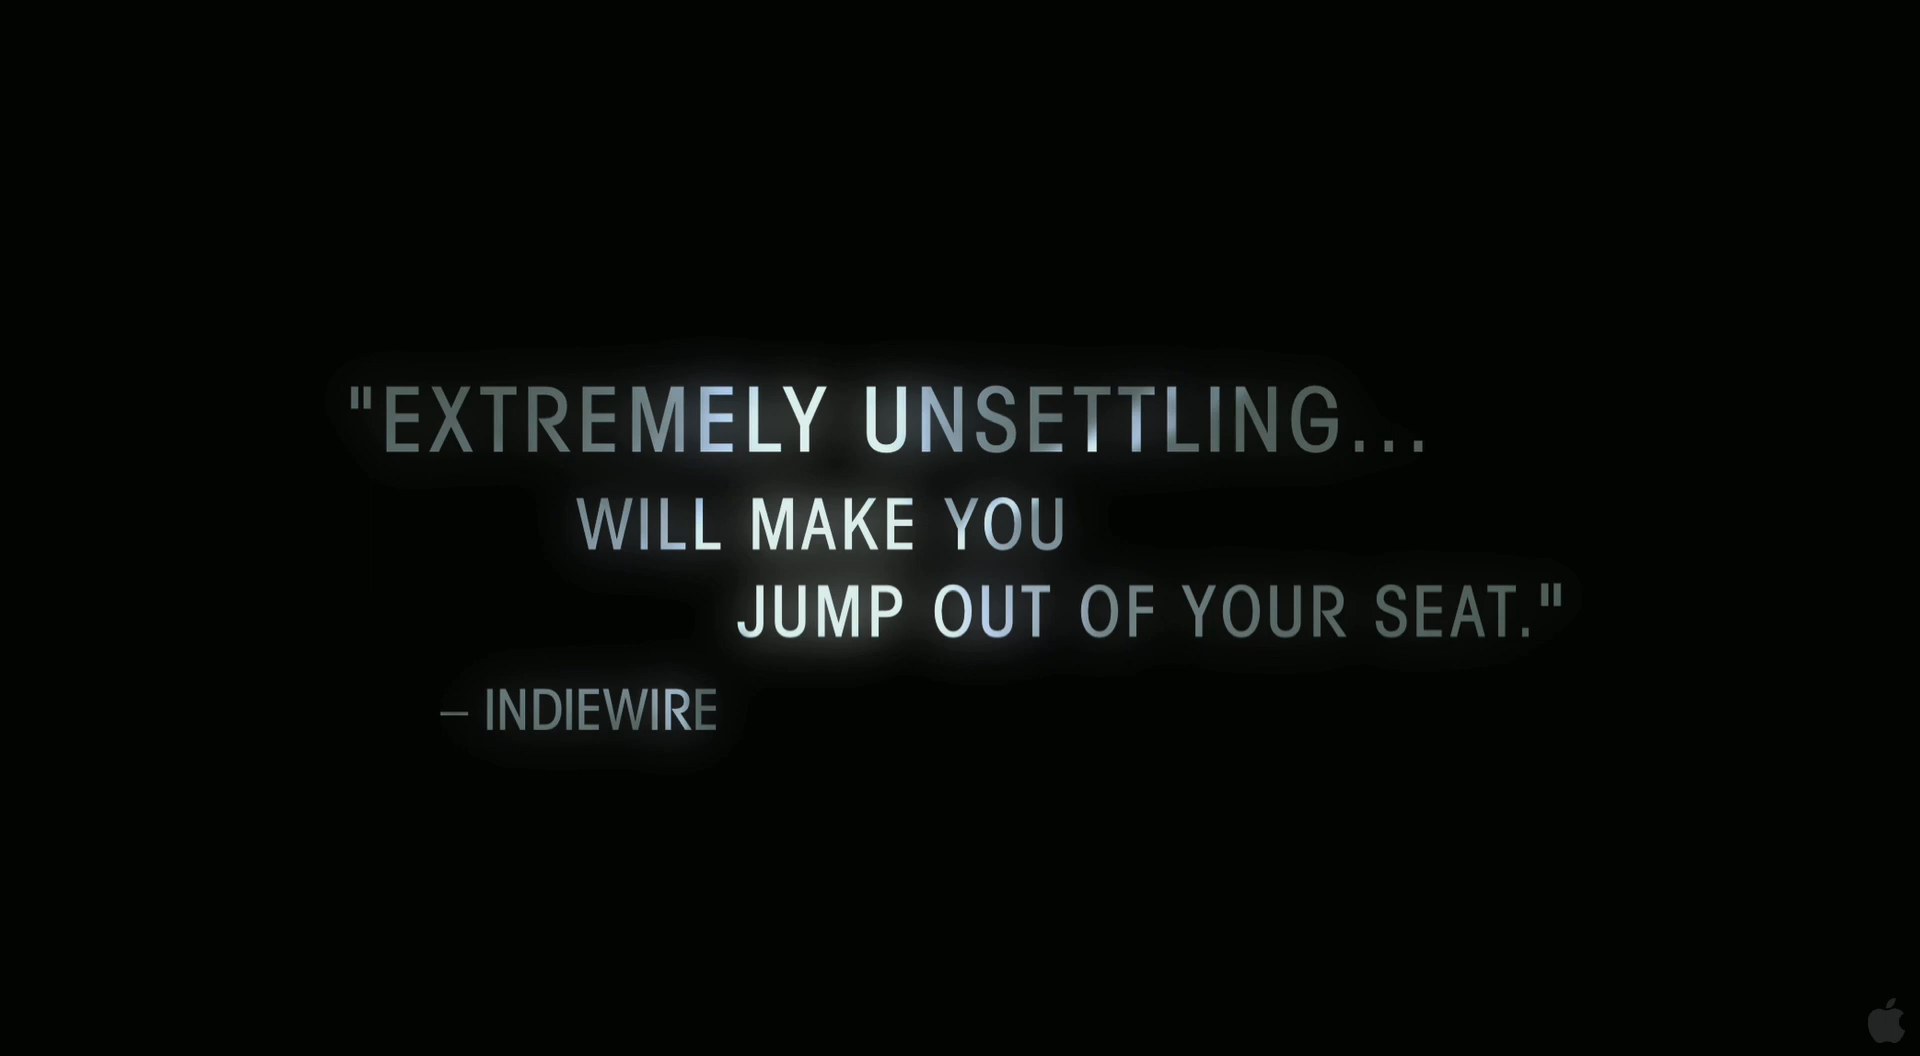 "EXTREMELY UNSETTLING...
WILL MAKE YOU
JUMP OUT OF YOUR SEAT."
– INDIEWIRE